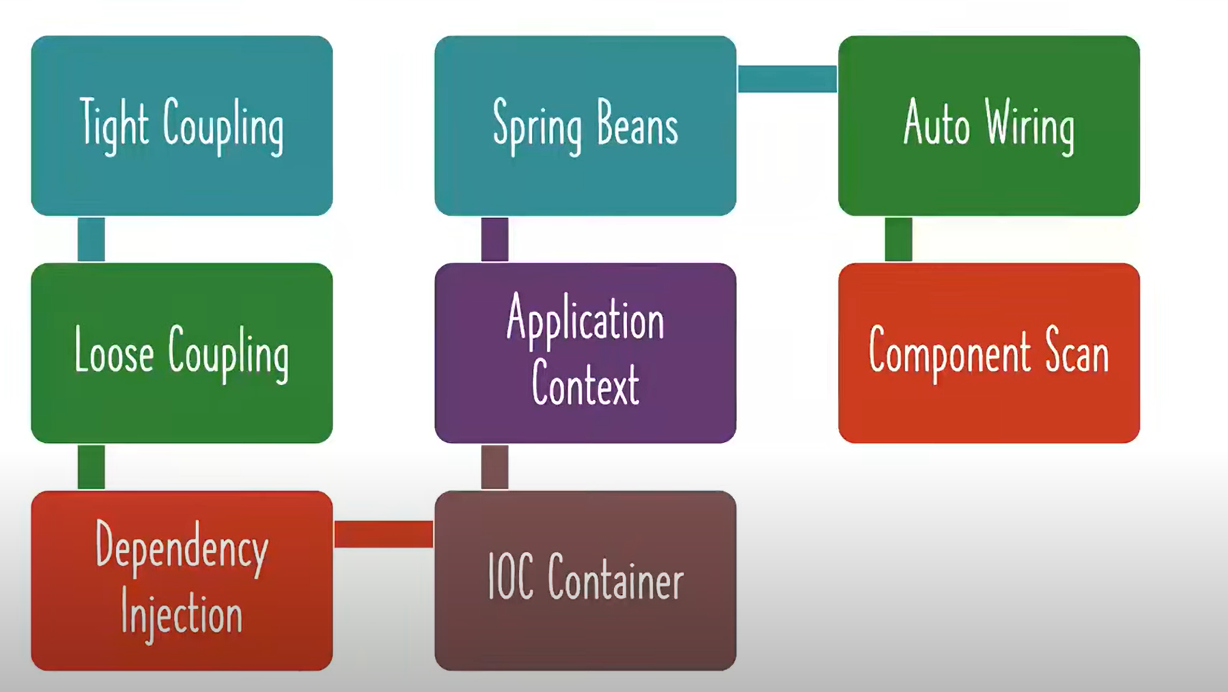 Tight Coupling
Loose Coupling
Dependency
Injection
IOC Container
Application
Context
Spring Beans
Auto Wiring
Component Scan